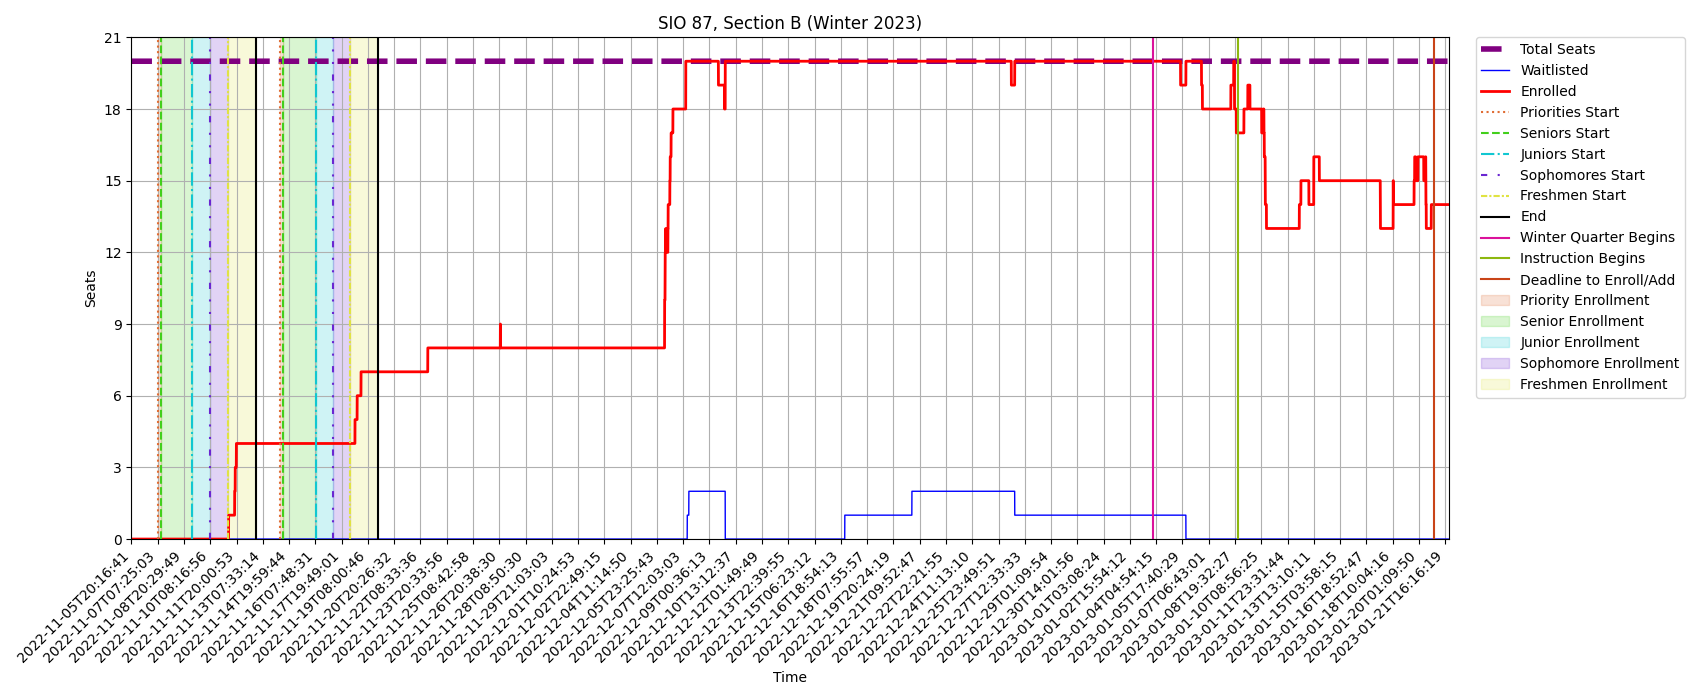 SIO 87, Section B (Winter 2023)
21
18
15
12
9
6
3
0
Seats
2022-11-05T20:16:41
2022-11-07T07:25:03
2022-11-08T20:29:49
2022-11-10T08:16:56
2022-11-11T20:00:53
2022-11-13T07:33:14
2022-11-14T19:59:44
2022-11-16T07:48:31
2022-11-17T19:49:01
2022-11-19T08:00:46
2022-11-20T20:26:32
2022-11-22T08:33:36
2022-11-23T20:33:56
2022-11-25T08:42:58
2022-11-26T20:38:30
2022-11-28T08:50:30
2022-11-29T21:03:03
2022-12-01T10:24:53
2022-12-02T22:49:15
2022-12-04T11:14:50
2022-12-05T23:25:43
2022-12-07T12:03:03
2022-12-09T00:36:13
2022-12-10T13:12:37
2022-12-12T01:49:49
2022-12-13T12:39:55
2022-12-15T06:23:12
2022-12-16T18:54:13
2022-12-18T07:55:57
2022-12-19T20:24:19
2022-12-21T09:52:47
2022-12-22T22:21:55
2022-12-24T11:13:10
2022-12-25T23:49:51
2022-12-27T12:33:33
2022-12-29T01:09:54
2022-12-30T14:01:56
2023-01-01T03:08:24
2023-01-02T15:54:12
2023-01-04T04:54:15
2023-01-05T17:40:29
2023-01-07T06:43:01
2023-01-08T19:32:27
2023-01-10T08:56:25
2023-01-11T23:31:44
2023-01-13T13:10:11
2023-01-15T03:58:15
2023-01-16T18:52:47
2023-01-18T10:04:16
2023-01-20T01:09:50
2023-01-21T16:16:19
Time
Total Seats
Waitlisted
Enrolled
Priorities Start
Seniors Start
Juniors Start
Sophomores Start
Freshmen Start
End
Winter Quarter Begins
Instruction Begins
Deadline to Enroll/Add
Priority Enrollment
Senior Enrollment
Junior Enrollment
Sophomore Enrollment
Freshmen Enrollment